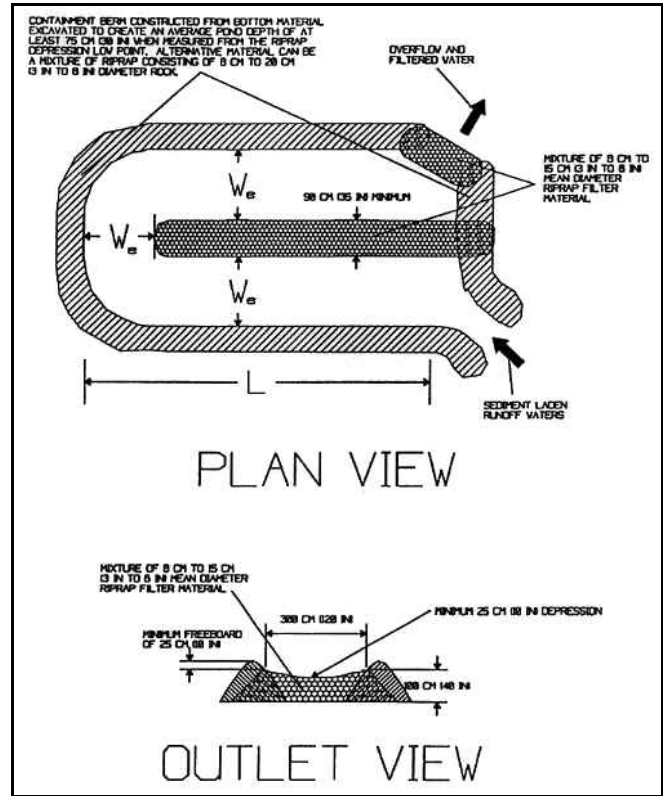 CONTAINMENT BERM CONSTRUCTED FROM BOTTOM MATERIAL
EXCAVATED TO CREATE AN AVERAGE POND DEPTH OF AT
LEAST 75 CM (30 IN) WHEN MEASURED FROM THE RIPRAP
DEPRESSION LOW POINT. ALTERNATIVE MATERIAL CAN BE
A MIXTURE OF RIPRAP CONSISTING OF 8 CM TO 20 CM
(3 IN TO 8 IN) DIAMETER ROCK.
OVERFLOW AND
FILTERED WATER
MIXTURE OF 8 CM TO
15 CM (3 IN TO 6 IN)
MEAN DIAMETER
RIPRAP FILTER
MATERIAL
We
90 CM (35 IN) MINIMUM
We
We
L
SEDIMENT LADEN
RUNOFF WATERS
PLAN VIEW
MIXTURE OF 8 CM TO 15 CM
(3 IN TO 6 IN) MEAN DIAMETER
RIPRAP FILTER MATERIAL
300 CM (120 IN)
MINIMUM 25 CM (10 IN) DEPRESSION
MINIMUM FREEBOARD
OF 25 CM (10 IN)
100 CM (40 IN)
OUTLET VIEW